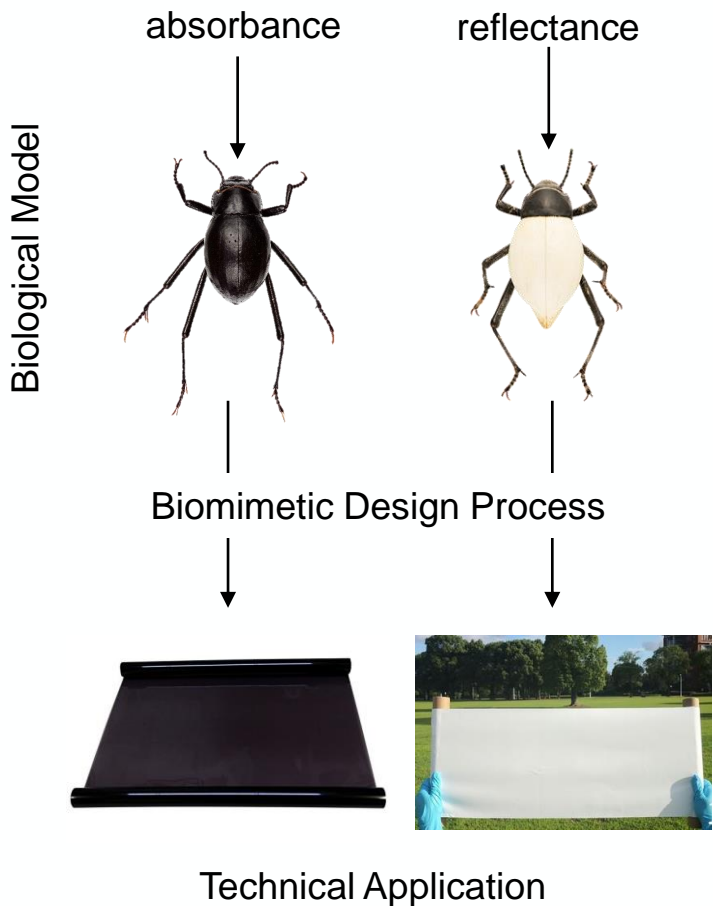 absorbance
reflectance
Biological Model
Biomimetic Design Process
Technical Application